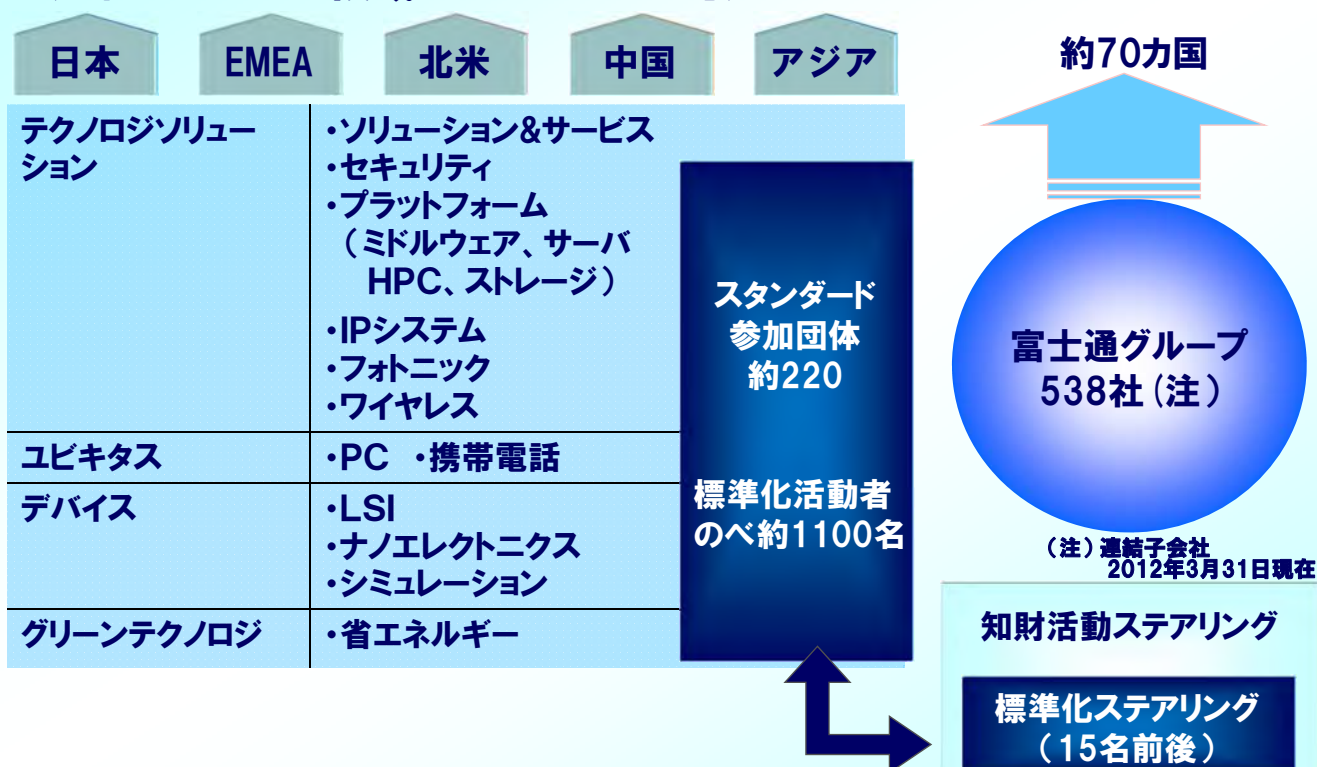 日本
EMEA
北米
中国
アジア
テクノロジソリュー
ション
・ソリューション&サービス
・セキュリティ
・プラットフォーム
（ミドルウェア、サーバ
HPC、ストレージ）
・IPシステム
・フォトニック
・ワイヤレス
ユビキタス
・PC ・携帯電話
デバイス
・LSI
・ナノエレクトニクス
・シミュレーション
グリーンテクノロジ
・省エネルギー
スタンダード
参加団体
約220
標準化活動者
のべ約1100名
約70カ国
富士通グループ
538社（注）
（注）連結子会社
2012年3月31日現在
知財活動ステアリング
標準化ステアリング
（15名前後）